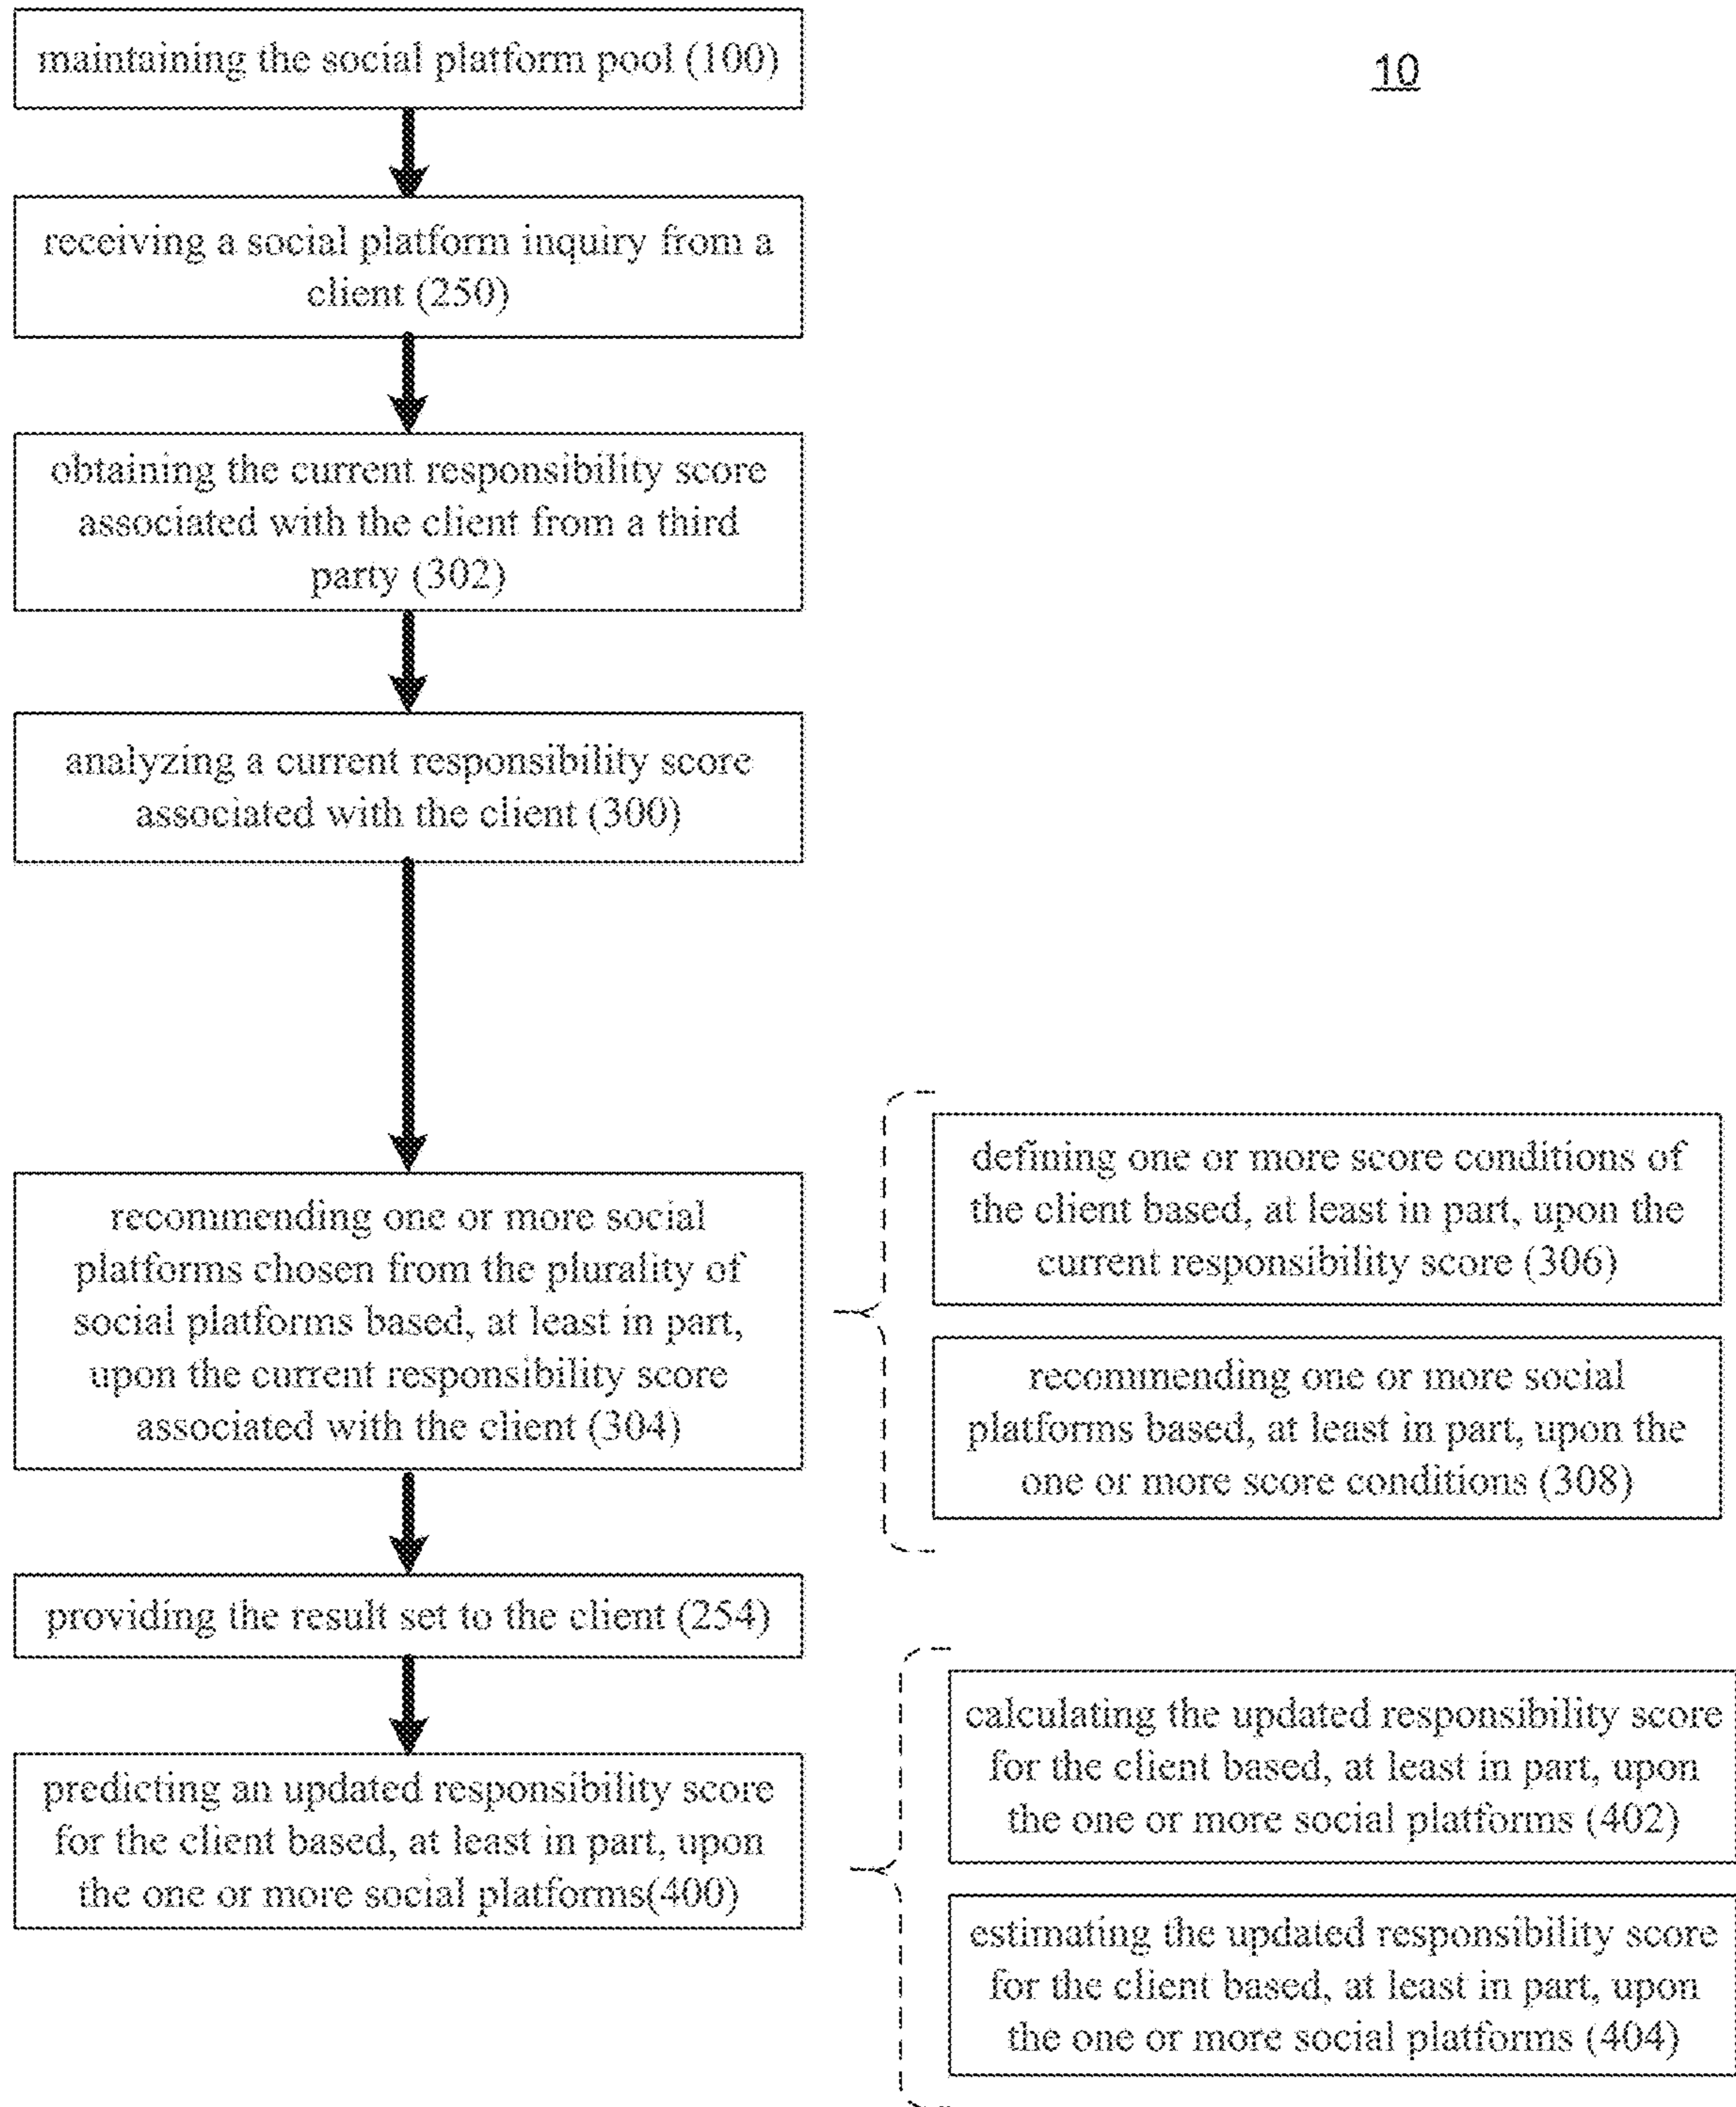 maintaining the social platform pool (100)
10
receiving a social platform inquiry from a
client (250)
obtaining the current responsibility score
associated with the client from a third
party (302)
analyzing a current responsibility score
associated with the client (300)
recommending one or more social
platforms chosen from the plurality of
social platforms based, at least in part,
upon the current responsibility score
associated with the client (304)
defining one or more score conditions of
the client based, at least in part, upon the
current responsibility score (306)
recommending one or more social
platforms based, at least in part, upon the
one or more score conditions (308)
providing the result set to the client (254)
predicting an updated responsibility score
for the client based, at least in part, upon
the one or more social platforms(400)
calculating the updated responsibility score
for the client based, at least in part, upon
the one or more social platforms (402)
estimating the updated responsibility score
for the client based, at least in part, upon
the one or more social platforms (404)